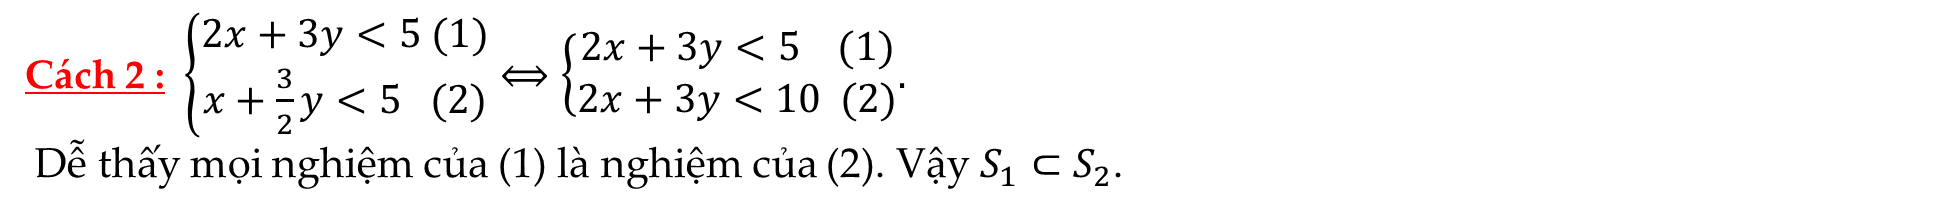 Cách 2 : {2x + 3y < 5 (1) ; x + 3/2 y < 5 (2) ⟺ {2x + 3y < 5 (1) ; 2x + 3y < 10 (2).
Dễ thấy mọi nghiệm của (1) là nghiệm của (2). Vậy S₁ ⊂ S₂.